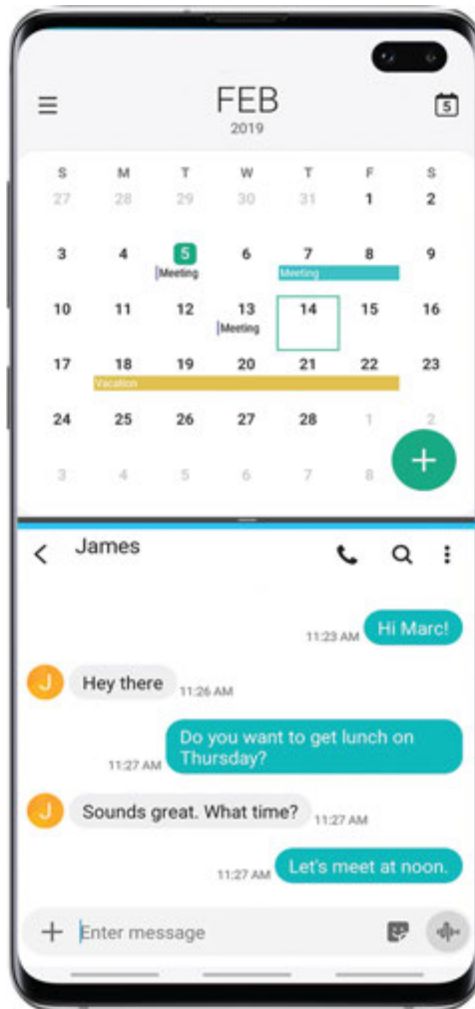 FEB
5
2019
S M T W T F S
27 28 29 30 31 1 2
3 4 5 6 7 8 9
Meeting Meeting
10 11 12 13 14 15 16
Meeting
17 18 19 20 21 22 23
Vacation
24 25 26 27 28 1 2
+
3 4 5 6 7 8
James
Hi Marc!
11:23 AM
J
Hey there
11:26 AM
Do you want to get lunch on
Thursday?
11:27 AM
J
Sounds great. What time?
11:27 AM
Let's meet at noon.
11:27 AM
+ Enter message